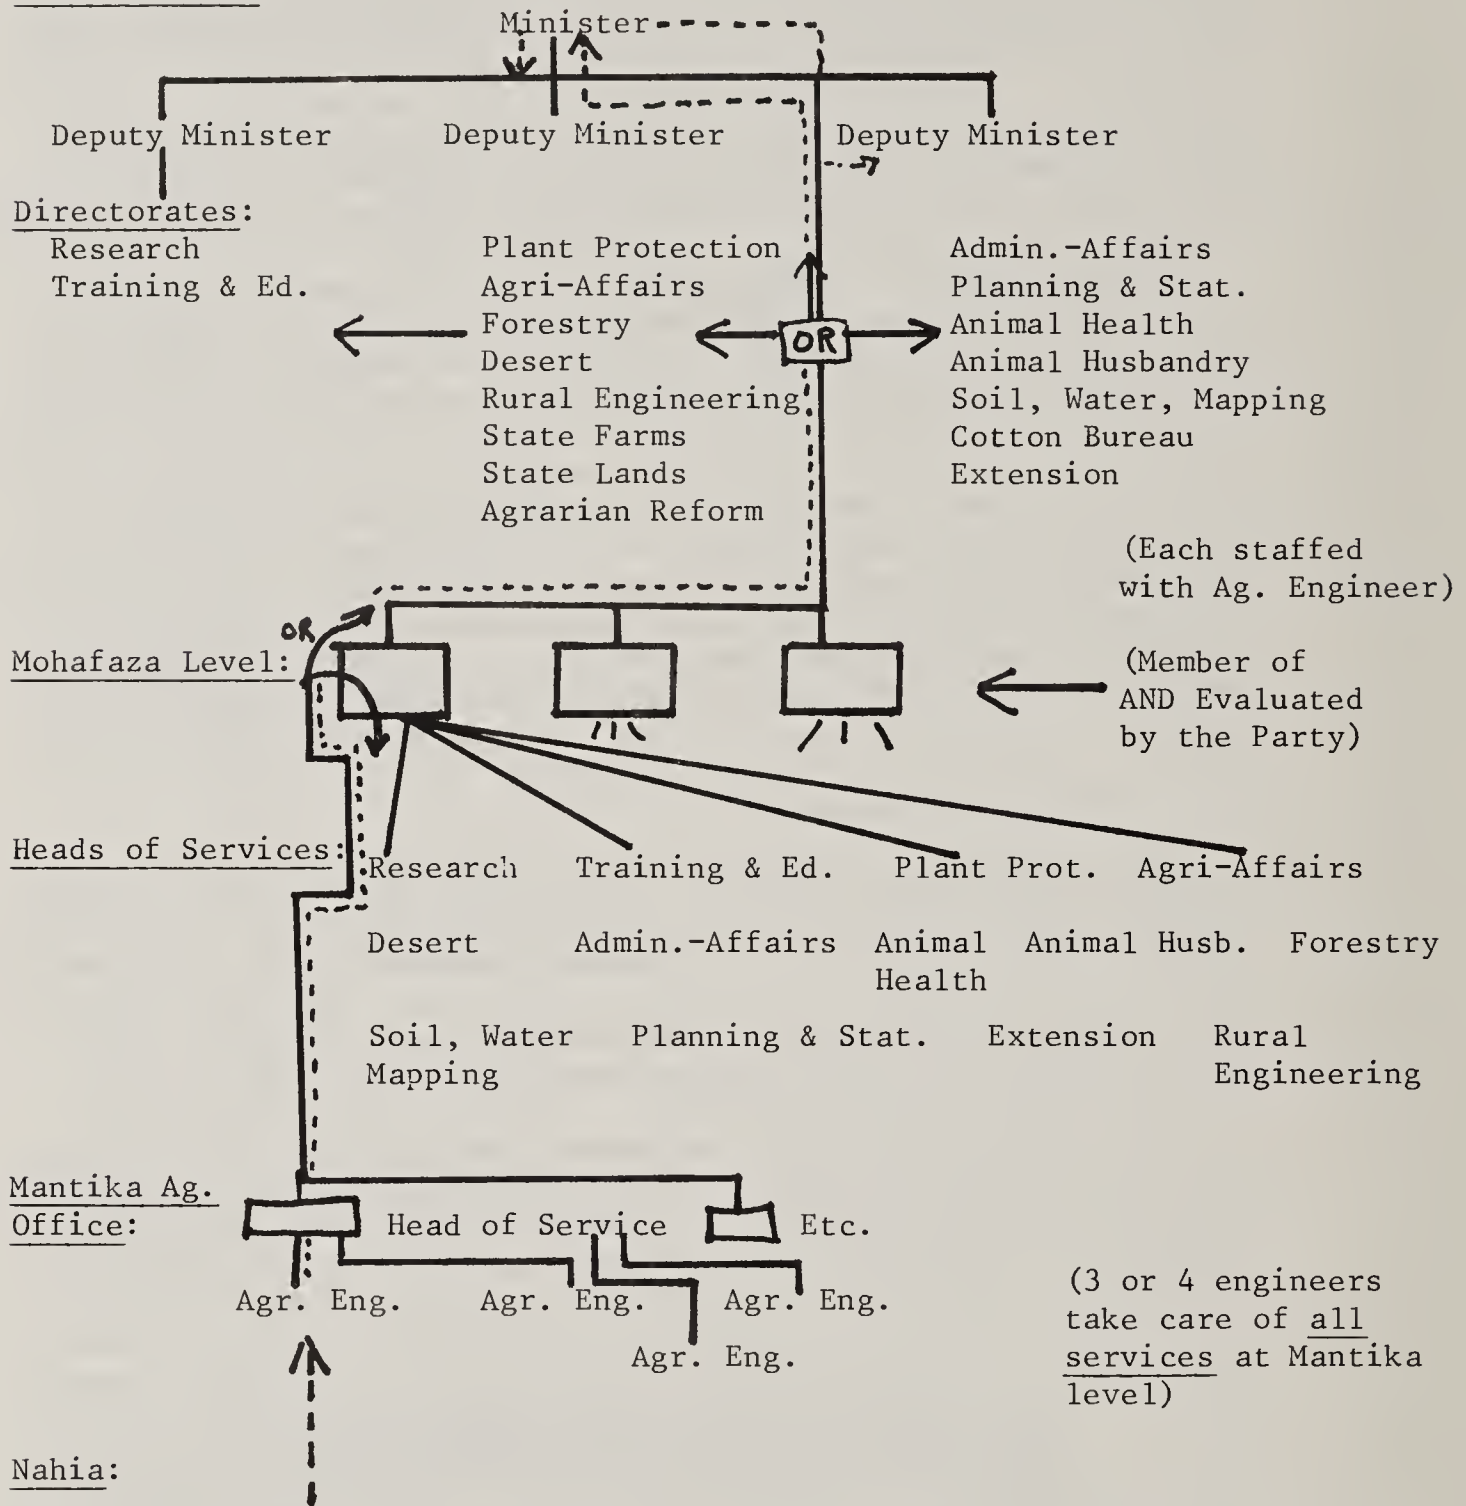 Minister
Deputy Minister Deputy Minister Deputy Minister
Directorates:
Research
Training & Ed.
Plant Protection
Agri-Affairs
Forestry
Desert
Rural Engineering
State Farms
State Lands
Agrarian Reform
OR
Admin.-Affairs
Planning & Stat.
Animal Health
Animal Husbandry
Soil, Water, Mapping
Cotton Bureau
Extension
(Each staffed
with Ag. Engineer)
OR
Mohafaza Level:
(Member of
AND Evaluated
by the Party)
Heads of Services:
Research Training & Ed. Plant Prot. Agri-Affairs
Desert Admin.-Affairs Animal Health Animal Husb. Forestry
Soil, Water Mapping Planning & Stat. Extension Rural Engineering
Mantika Ag.
Office:
Head of Service Etc.
Agr. Eng. Agr. Eng. Agr. Eng.
Agr. Eng.
(3 or 4 engineers
take care of all
services at Mantika
level)
Nahia: